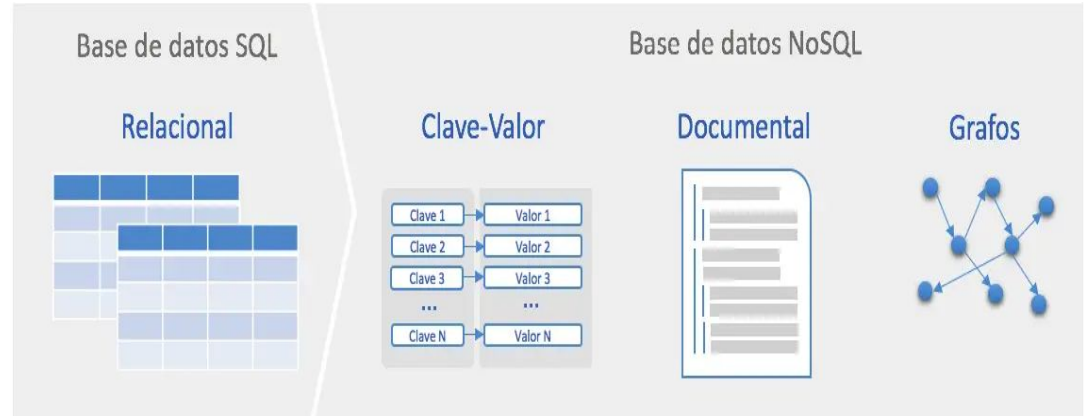 Base de datos SQL
Base de datos NoSQL
Relacional
Clave-Valor
Documental
Grafos
Clave 1
Valor 1
Clave 2
Valor 2
Clave 3
Valor 3
...
...
Clave N
Valor N